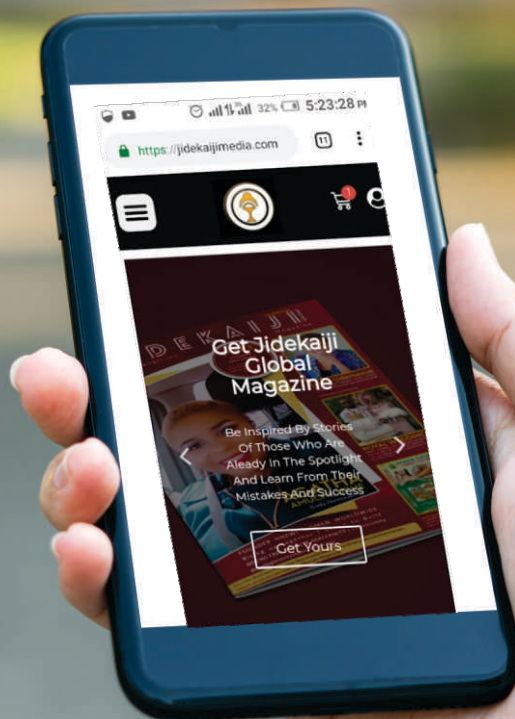 32% 5:23:28 PM
https://jidekaijimedia.com 11
1
DEKAIJI
Get Jidekaiji
Global
Magazine
Be Inspired By Stories
Of Those Who Are
Aleady In The Spotlight
And Learn From Their
Mistakes And Success
Get Yours